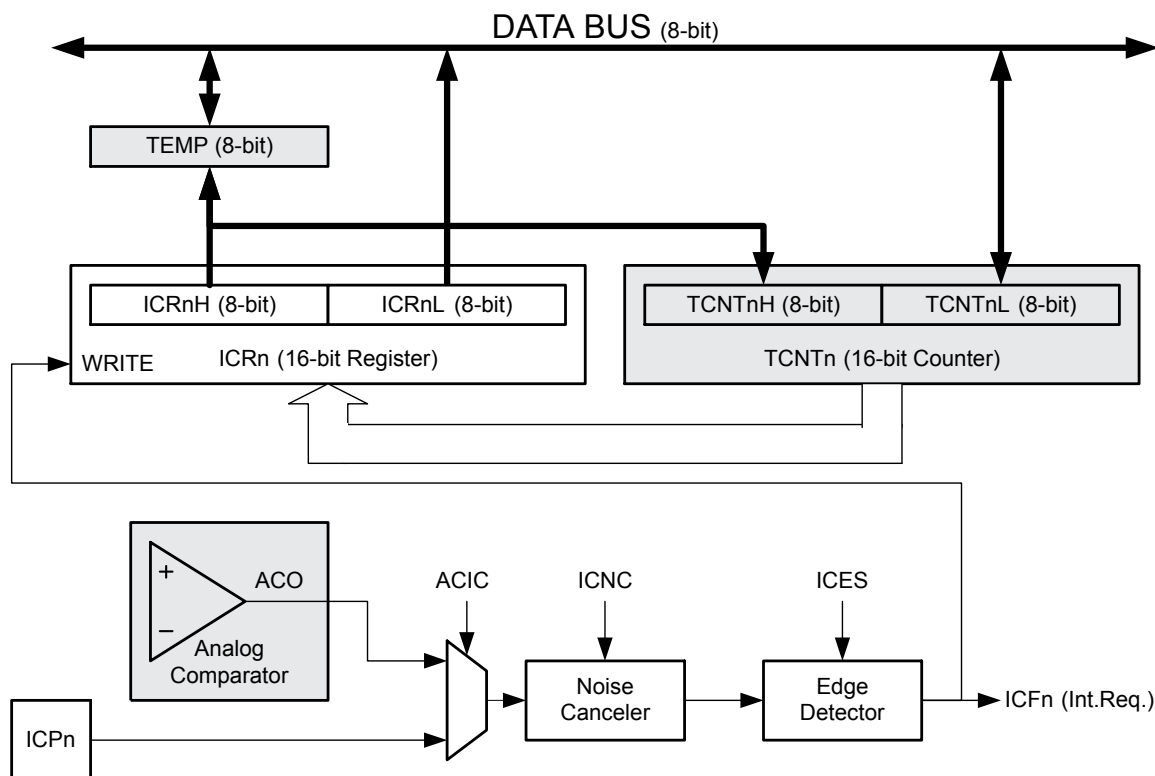 DATA BUS (8-bit)
TEMP (8-bit)
ICRnH (8-bit) ICRnL (8-bit) TCNTnH (8-bit) TCNTnL (8-bit)
WRITE ICRn (16-bit Register) TCNTn (16-bit Counter)
+ ACO ACIC ICNC ICES
−
Analog
Comparator
Noise
Canceler
Edge
Detector
ICFn (Int.Req.)
ICPn